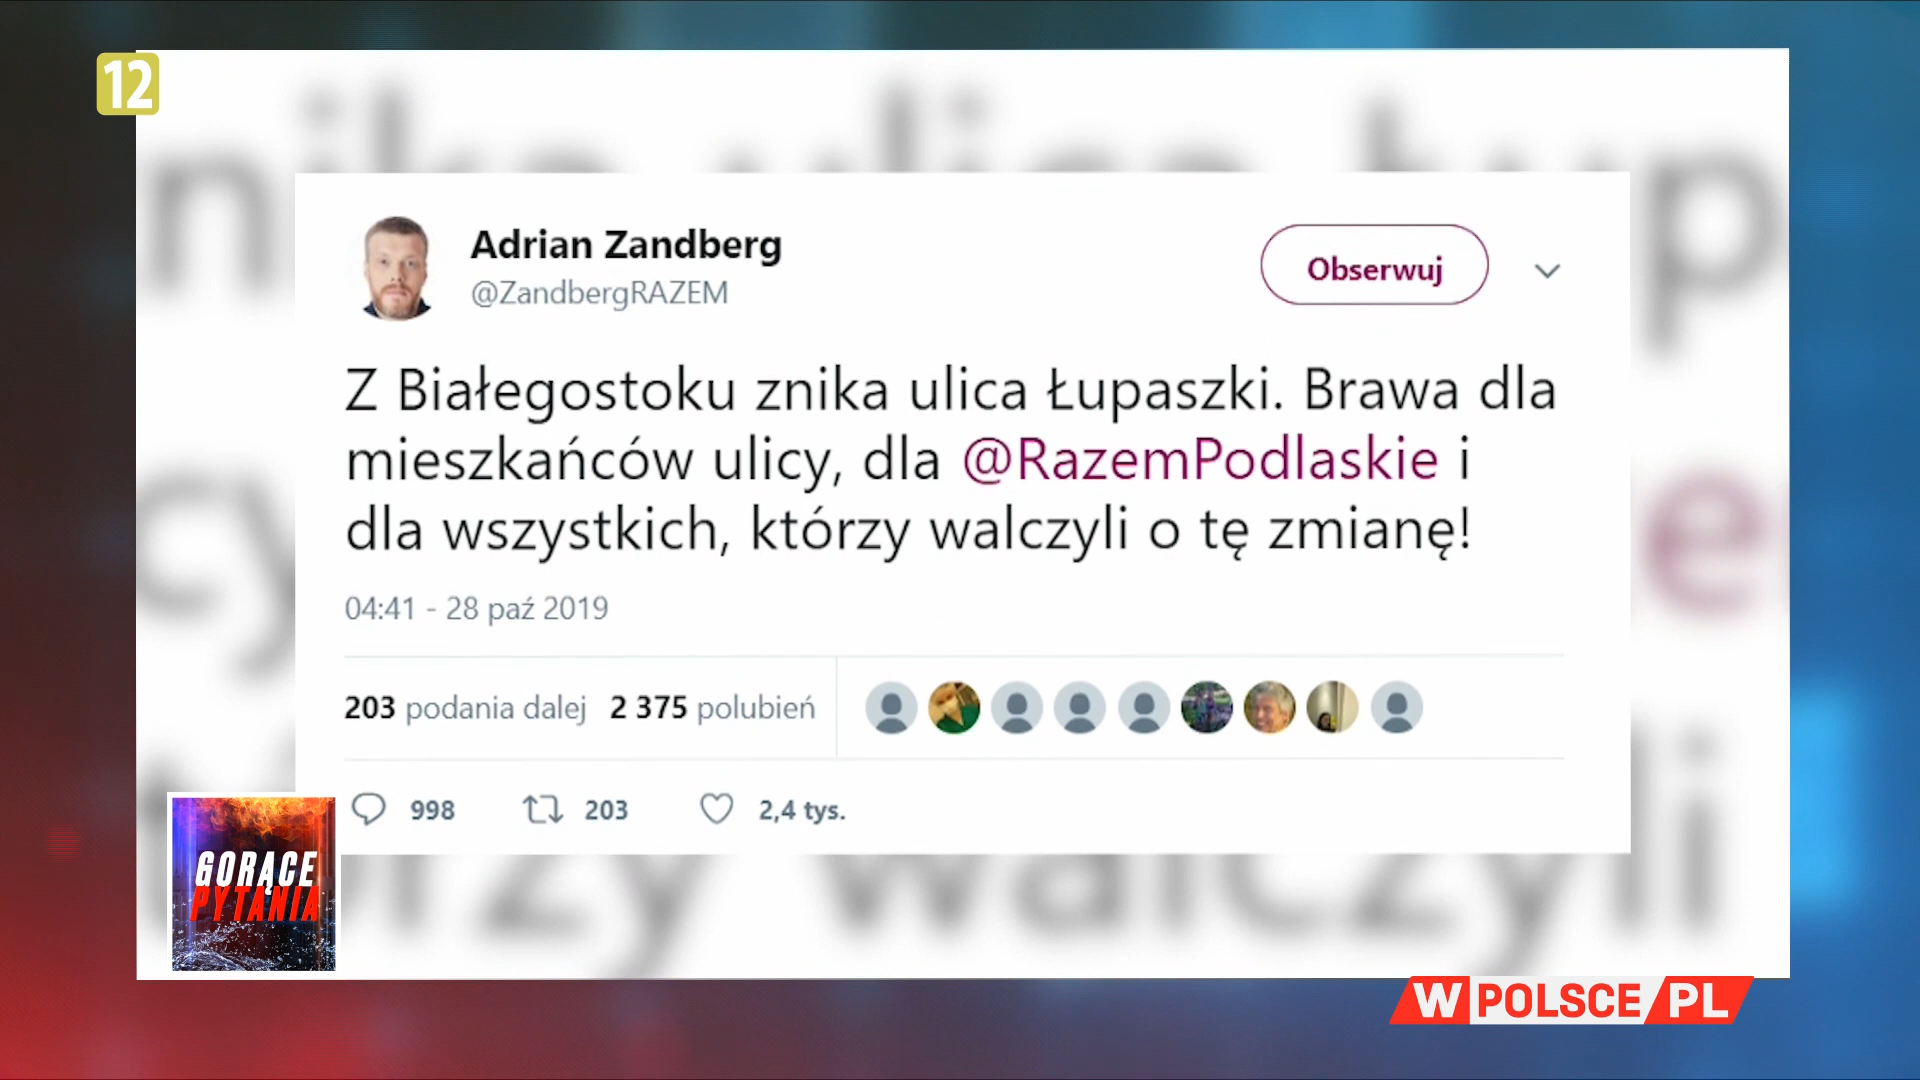 12
Adrian Zandberg
@ZandbergRAZEM
Obserwuj
Z Białegostoku znika ulica Łupaszki. Brawa dla
mieszkańców ulicy, dla @RazemPodlaskie i
dla wszystkich, którzy walczyli o tę zmianę!
04:41 - 28 paź 2019
203 podania dalej 2 375 polubień
998 203 2,4 tys.
GORĄCE
PYTANIA
W POLSCE/PL